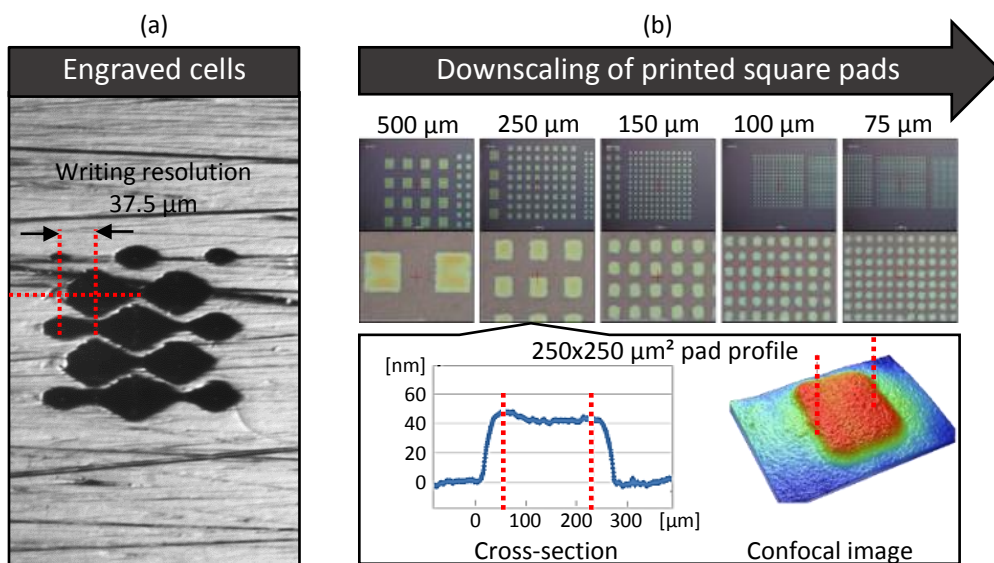 (a)
(b)
Engraved cells
Downscaling of printed square pads
Writing resolution
37.5 µm
500 µm
250 µm
150 µm
100 µm
75 µm
250x250 µm² pad profile
[nm]
60
40
20
0
0
100
200
300
[µm]
Cross-section
Confocal image